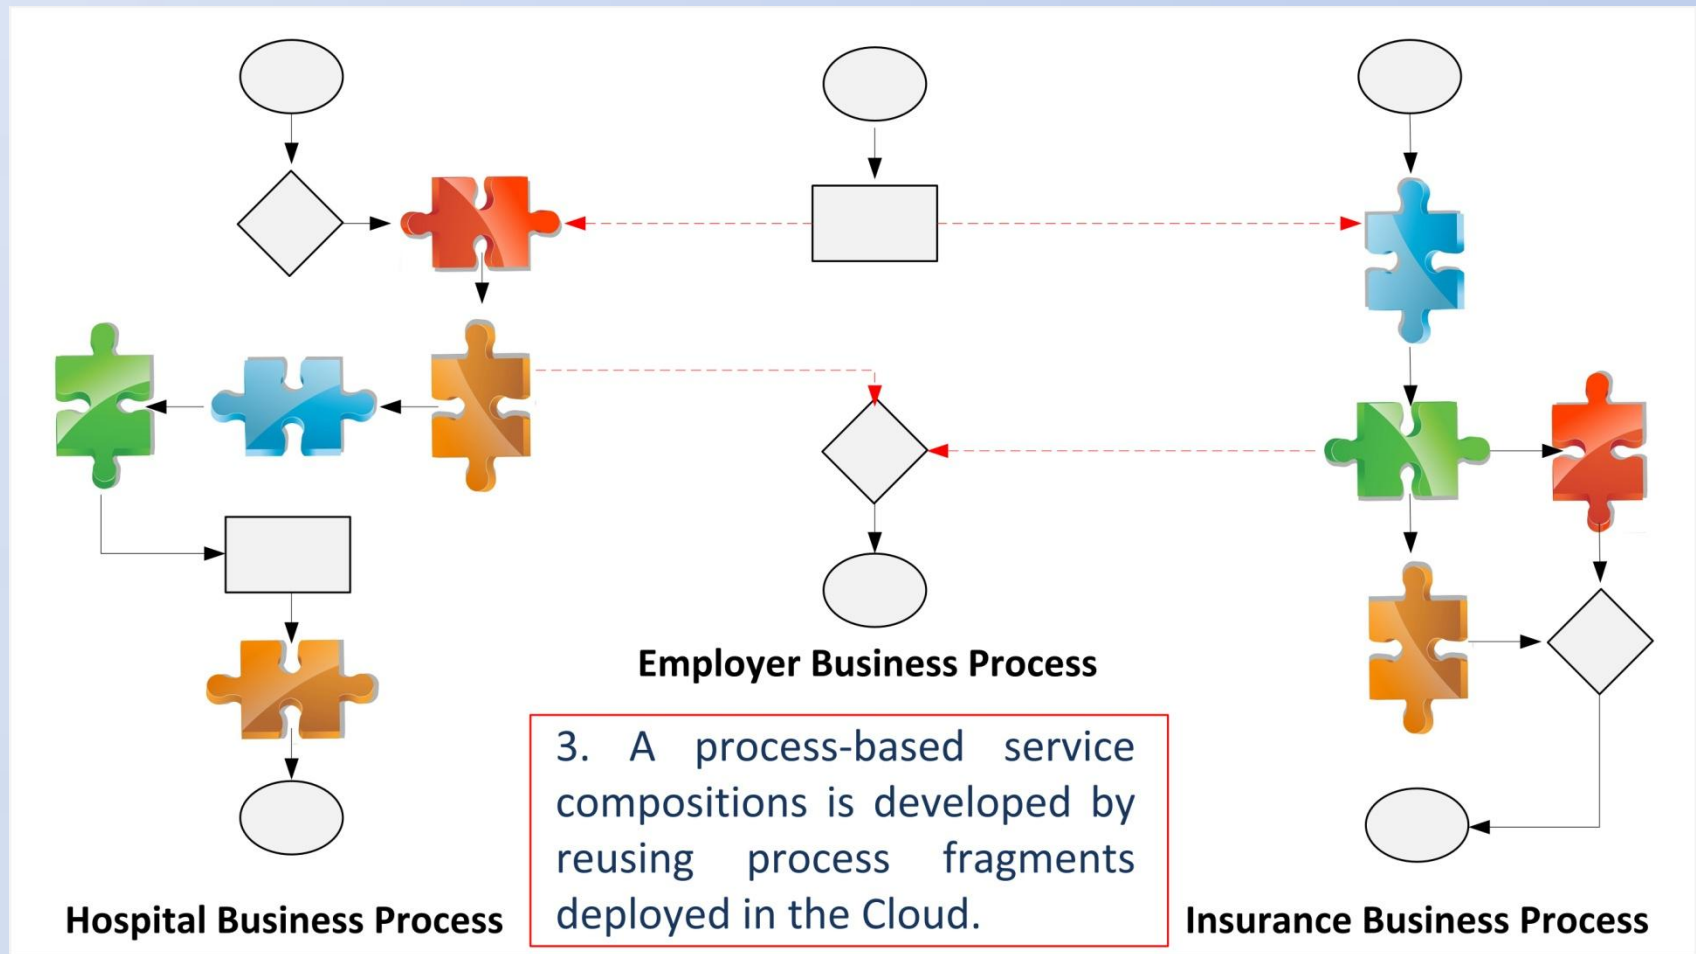 Employer Business Process
3. A process-based service
compositions is developed by
reusing process fragments
deployed in the Cloud.
Hospital Business Process
Insurance Business Process